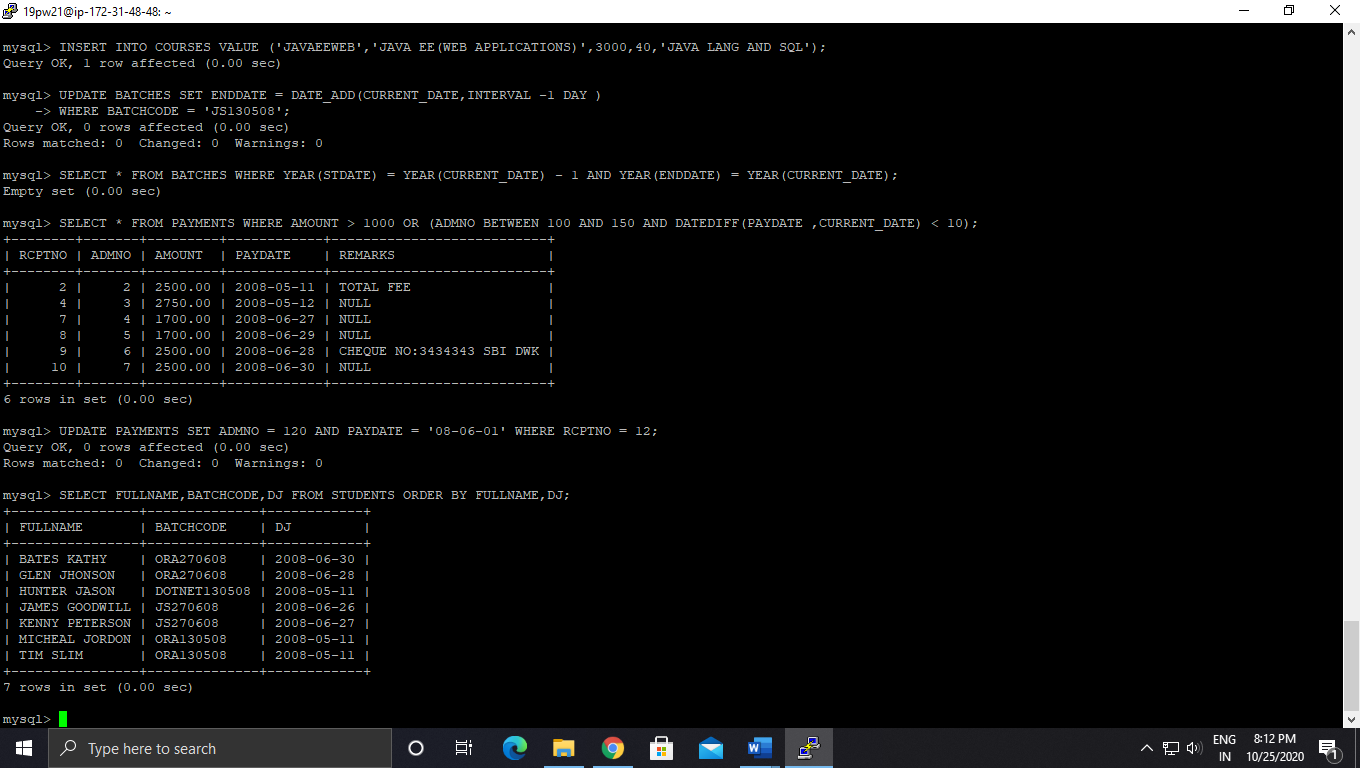 19pw21@ip-172-31-48-48: ~
mysql> INSERT INTO COURSES VALUE ('JAVAEEWEB','JAVA EE(WEB APPLICATIONS)',3000,40,'JAVA LANG AND SQL');
Query OK, 1 row affected (0.00 sec)
mysql> UPDATE BATCHES SET ENDDATE = DATE_ADD(CURRENT_DATE,INTERVAL -1 DAY )
    -> WHERE BATCHCODE = 'JS130508';
Query OK, 0 rows affected (0.00 sec)
Rows matched: 0  Changed: 0  Warnings: 0
mysql> SELECT * FROM BATCHES WHERE YEAR(STDATE) = YEAR(CURRENT_DATE) - 1 AND YEAR(ENDDATE) = YEAR(CURRENT_DATE);
Empty set (0.00 sec)
mysql> SELECT * FROM PAYMENTS WHERE AMOUNT > 1000 OR (ADMNO BETWEEN 100 AND 150 AND DATEDIFF(PAYDATE ,CURRENT_DATE) < 10);
+--------+-------+---------+------------+---------------------------+
| RCPTNO | ADMNO | AMOUNT  | PAYDATE    | REMARKS                   |
+--------+-------+---------+------------+---------------------------+
|      2 |     2 | 2500.00 | 2008-05-11 | TOTAL FEE                 |
|      4 |     3 | 2750.00 | 2008-05-12 | NULL                      |
|      7 |     4 | 1700.00 | 2008-06-27 | NULL                      |
|      8 |     5 | 1700.00 | 2008-06-29 | NULL                      |
|      9 |     6 | 2500.00 | 2008-06-28 | CHEQUE NO:3434343 SBI DWK |
|     10 |     7 | 2500.00 | 2008-06-30 | NULL                      |
+--------+-------+---------+------------+---------------------------+
6 rows in set (0.00 sec)
mysql> UPDATE PAYMENTS SET ADMNO = 120 AND PAYDATE = '08-06-01' WHERE RCPTNO = 12;
Query OK, 0 rows affected (0.00 sec)
Rows matched: 0  Changed: 0  Warnings: 0
mysql> SELECT FULLNAME,BATCHCODE,DJ FROM STUDENTS ORDER BY FULLNAME,DJ;
+----------------+--------------+------------+
| FULLNAME       | BATCHCODE    | DJ         |
+----------------+--------------+------------+
| BATES KATHY    | ORA270608    | 2008-06-30 |
| GLEN JHONSON   | ORA270608    | 2008-06-28 |
| HUNTER JASON   | DOTNET130508 | 2008-05-11 |
| JAMES GOODWILL | JS270608     | 2008-06-26 |
| KENNY PETERSON | JS270608     | 2008-06-27 |
| MICHEAL JORDON | ORA130508    | 2008-05-11 |
| TIM SLIM       | ORA130508    | 2008-05-11 |
+----------------+--------------+------------+
7 rows in set (0.00 sec)
mysql>
Type here to search
ENG
IN
8:12 PM
10/25/2020
1